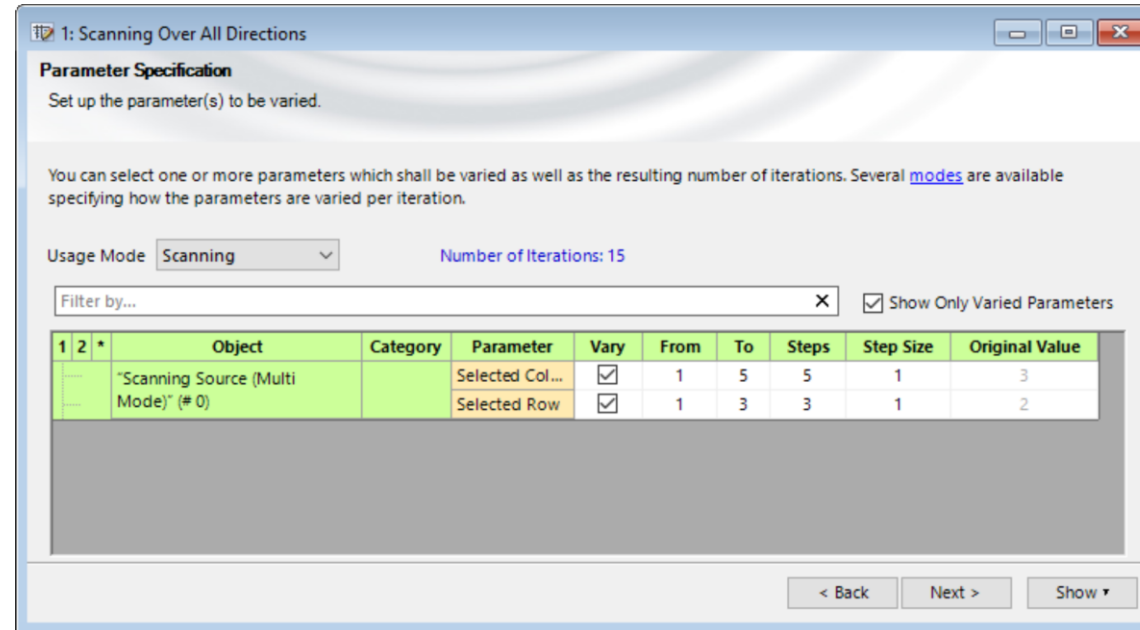 1: Scanning Over All Directions
Parameter Specification
Set up the parameter(s) to be varied.
You can select one or more parameters which shall be varied as well as the resulting number of iterations. Several modes are available
specifying how the parameters are varied per iteration.
Usage Mode Scanning Number of Iterations: 15
Filter by... Show Only Varied Parameters
1 2 * Object Category Parameter Vary From To Steps Step Size Original Value
"Scanning Source (Multi Selected Col... 1 5 5 1 3
Mode)" (# 0) Selected Row 1 3 3 1 2
< Back Next > Show